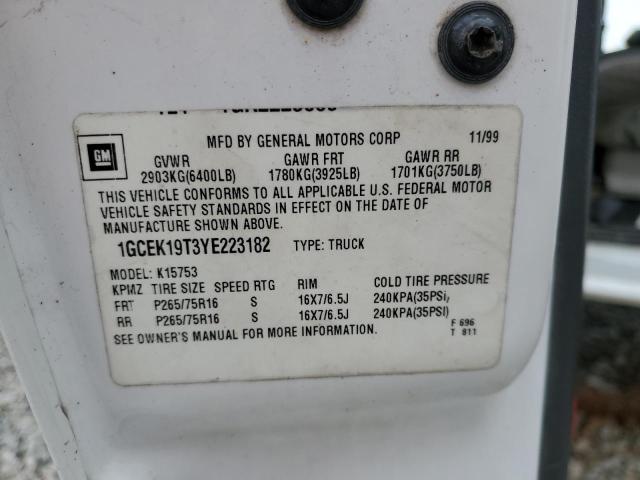 MFD BY GENERAL MOTORS CORP 11/99
GM
GVWR GAWR FRT GAWR RR
2903KG(6400LB) 1780KG(3925LB) 1701KG(3750LB)
THIS VEHICLE CONFORMS TO ALL APPLICABLE U.S. FEDERAL MOTOR
VEHICLE SAFETY STANDARDS IN EFFECT ON THE DATE OF
MANUFACTURE SHOWN ABOVE.
1GCEK19T3YE223182 TYPE: TRUCK
MODEL: K15753
KPMZ TIRE SIZE SPEED RTG RIM COLD TIRE PRESSURE
FRT P265/75R16 S 16X7/6.5J 240KPA(35PSI)
RR P265/75R16 S 16X7/6.5J 240KPA(35PSI)
SEE OWNER'S MANUAL FOR MORE INFORMATION.
F 696
T 811